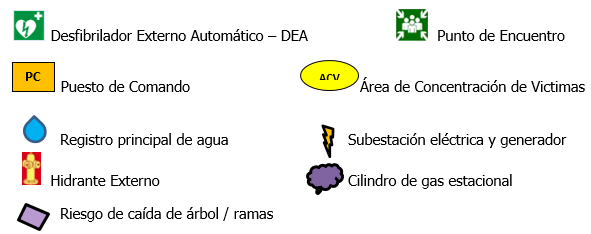 Desfibrilador Externo Automático – DEA
Punto de Encuentro
PC
Puesto de Comando
ACV
Área de Concentración de Victimas
Registro principal de agua
Subestación eléctrica y generador
Hidrante Externo
Cilindro de gas estacional
Riesgo de caída de árbol / ramas